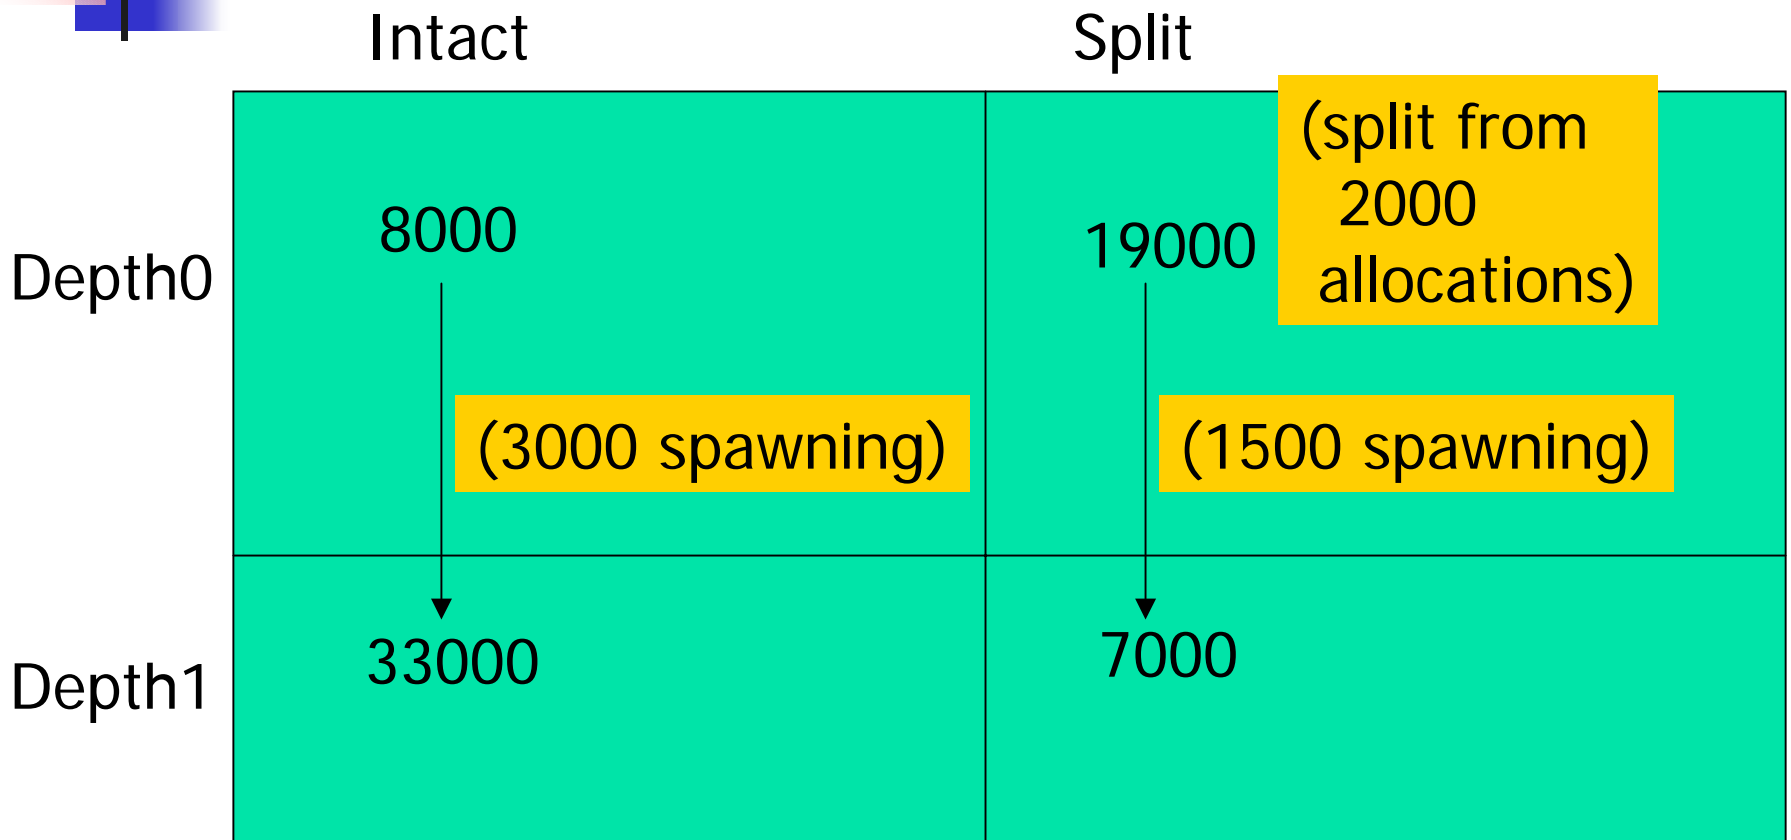 Intact
Split
(split from
2000
allocations)
8000
19000
Depth0
(3000 spawning)
(1500 spawning)
33000
7000
Depth1